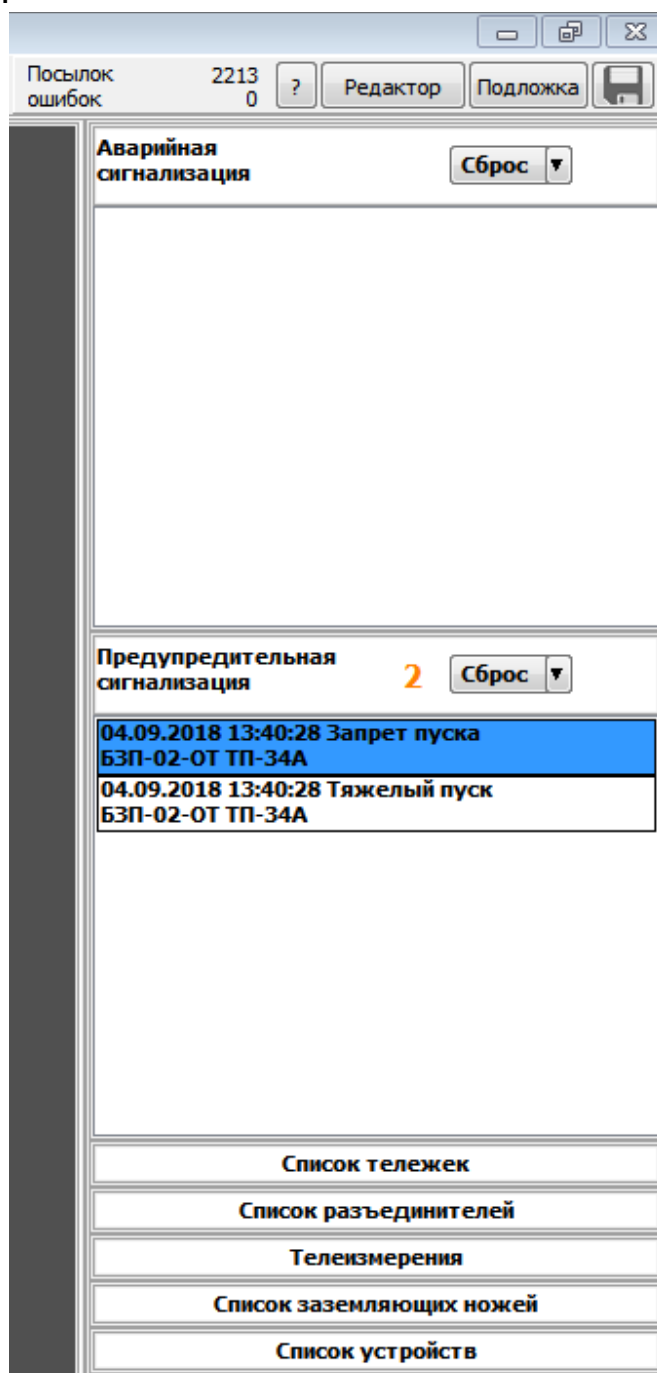 Посылок 2213
ошибок 0
? Редактор Подложка
Аварийная
сигнализация
Сброс
Предупредительная
сигнализация
2 Сброс
04.09.2018 13:40:28 Запрет пуска
БЗП-02-ОТ ТП-34А
04.09.2018 13:40:28 Тяжелый пуск
БЗП-02-ОТ ТП-34А
Список тележек
Список разъединителей
Телеизмерения
Список заземляющих ножей
Список устройств